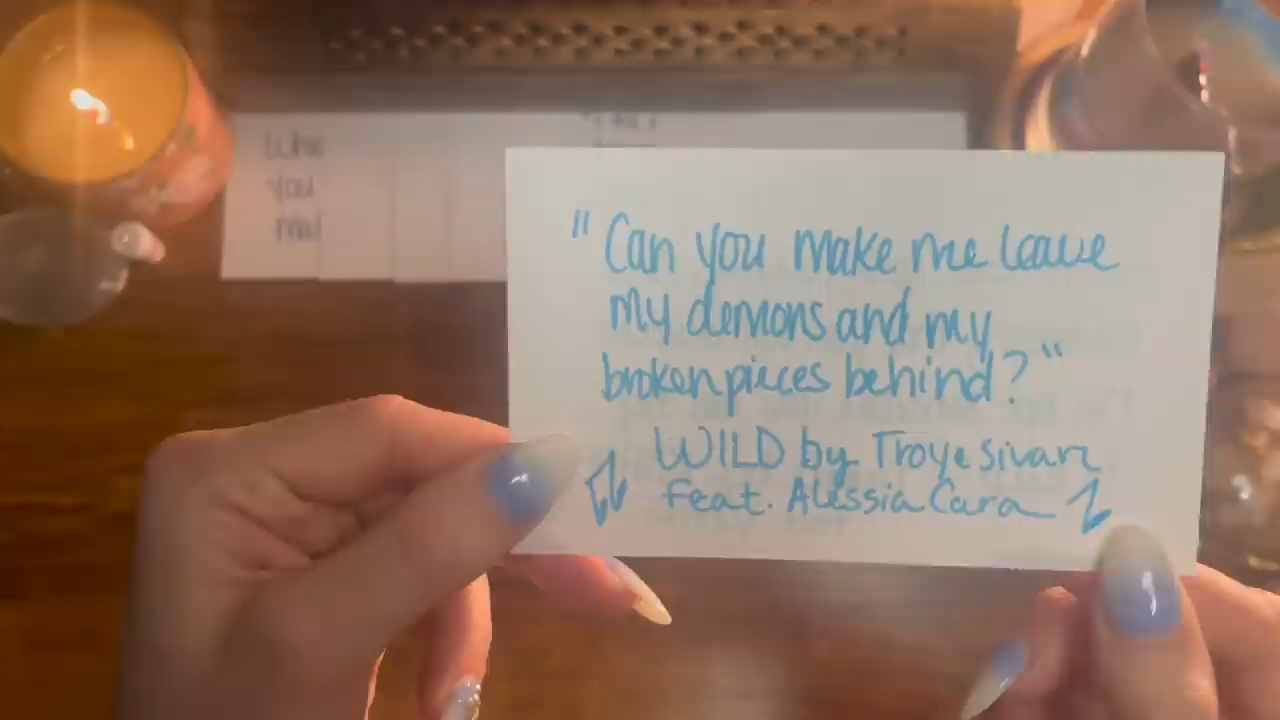 You
"Can you make me leave
my demons and my
broken pieces behind?"
WILD by Troye sivan
feat. Alessia Cara